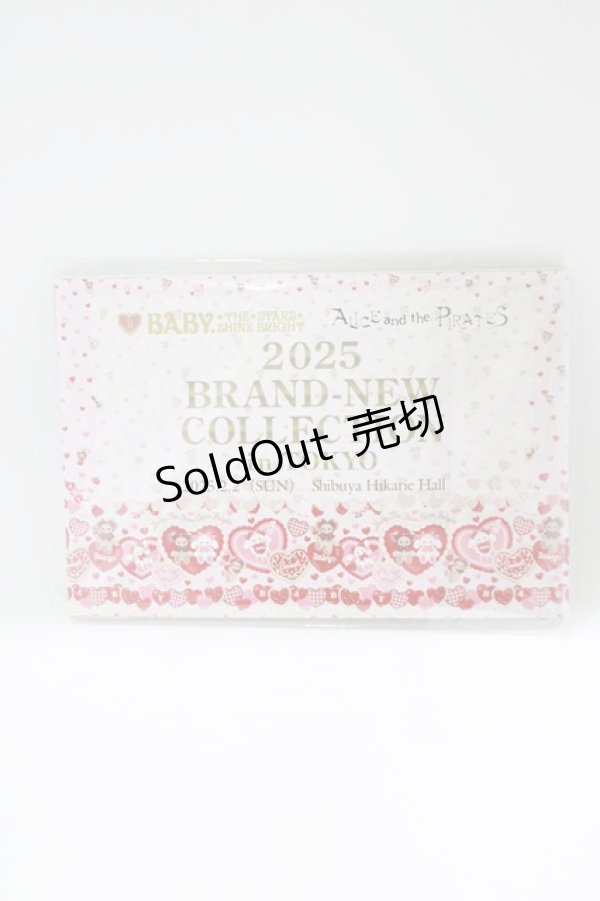 BABY, THE STARS
SHINE BRIGHT
ALICE and the PIRATES
2025
BRAND-NEW
COLLECTION
TOKYO
(SUN) Shibuya Hikarie Hall
SoldOut 売切